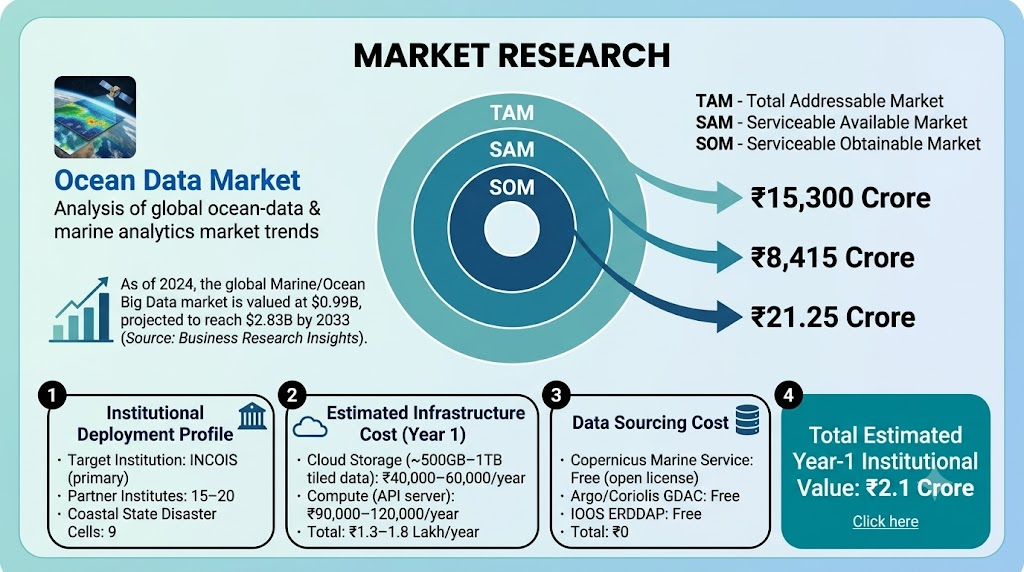 MARKET RESEARCH
Ocean Data Market
Analysis of global ocean-data &
marine analytics market trends
As of 2024, the global Marine/Ocean
Big Data market is valued at $0.99B,
projected to reach $2.83B by 2033
(Source: Business Research Insights).
TAM
SAM
SOM
TAM - Total Addressable Market
SAM - Serviceable Available Market
SOM - Serviceable Obtainable Market
₹15,300 Crore
₹8,415 Crore
₹21.25 Crore
1
Institutional
Deployment Profile
· Target Institution: INCOIS
(primary)
· Partner Institutes: 15–20
· Coastal State Disaster
Cells: 9
2
Estimated Infrastructure
Cost (Year 1)
· Cloud Storage (~500GB–1TB
tiled data): ₹40,000–60,000/year
· Compute (API server):
₹90,000–120,000/year
· Total: ₹1.3–1.8 Lakh/year
3
Data Sourcing Cost
· Copernicus Marine Service:
Free (open license)
· Argo/Coriolis GDAC: Free
· IOOS ERDDAP: Free
· Total: ₹0
4
Total Estimated
Year-1 Institutional
Value: ₹2.1 Crore
Click here